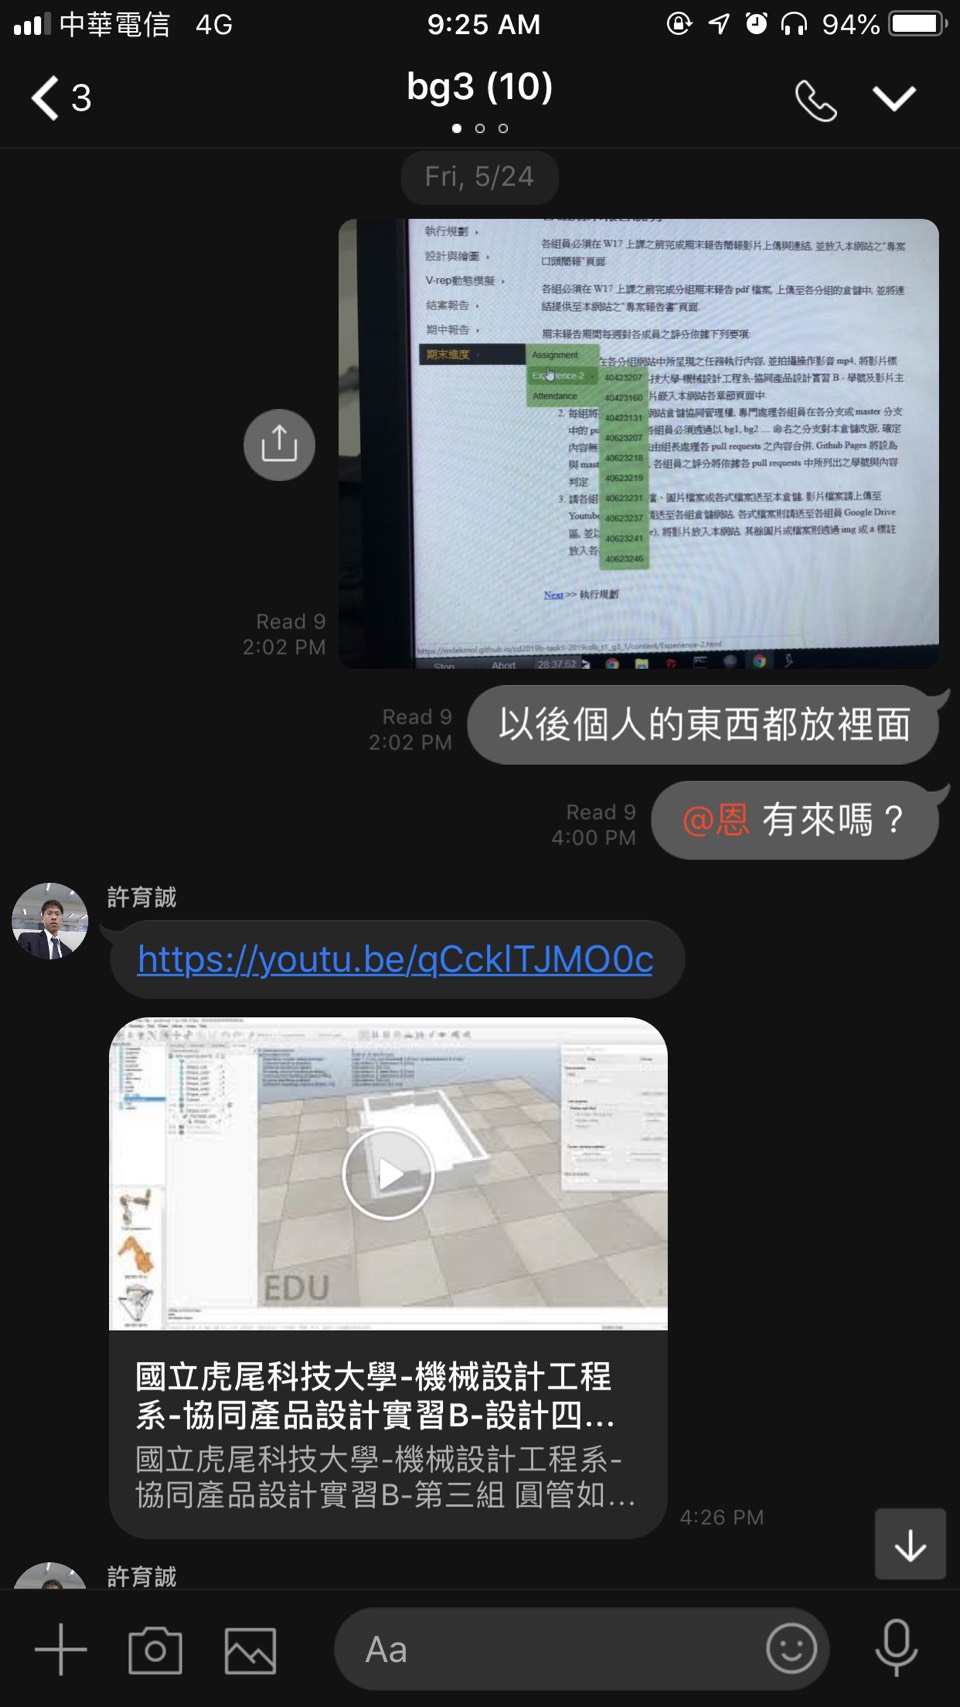 中華電信 4G 9:25 AM 94%
3 bg3 (10)
Fri, 5/24
執行規劃
設計與繪圖
V-rep動態模擬
結案報告
期中報告
期末進度
Assignment
Experience-2
Attendance
40423207
40423160
40423131
40623207
40623218
40623219
40623231
40623237
40623241
40623246
各組員必須在 W17 上課之前完成期末報告簡報影片上傳與連結, 並放入本網站之"專案
口頭簡報"頁面.
各組必須在 W17 上課之前完成分組期末報告 pdf 檔案, 上傳至各分組的倉儲中, 並將連
結提供至本網站之"專案報告書"頁面.
期末報告期間每週對各成員之評分依據下列要項:
在各分組網站中所呈現之任務執行內容, 並拍攝操作影音 mp4, 將影片標
技大學-機械設計工程系-協同產品設計實習 B - 學號及影片主
片嵌入本網站各章節頁面中.
2. 每組將 網站倉儲協同管理權, 專門處理各組員在各分支或 master 分支
中的 pu 各組員必須透過以 bg1, bg2 .... 命名之分支對本倉儲改版, 確定
內容無 由組長處理各 pull requests 之內容合併, Github Pages 將設為
與 mast , 各組員之評分將依據各 pull requests 中所列出之學號與內容
判定.
3. 請各組 檔、圖片檔案或各式檔案送至本倉儲, 影片檔案請上傳至
Youtube 請送至各組倉儲網站, 各式檔案則請送至各組員 Google Drive
區, 並以 e), 將影片放入本網站, 其餘圖片或檔案則透過 img 或 a 標註
放入各
Next >> 執行規劃
https://mdekmol.github.io/cd2019b-task1-2019cdb_t1_g3_1/content/Experience-2.html
Stop Abort 28:37.62
Read 9
2:02 PM
以後個人的東西都放裡面
Read 9
2:02 PM
@恩 有來嗎？
Read 9
4:00 PM
許育誠
https://youtu.be/qCcklTJMO0c
EDU
國立虎尾科技大學-機械設計工程
系-協同產品設計實習B-設計四...
國立虎尾科技大學-機械設計工程系-
協同產品設計實習B-第三組 圓管如...
4:26 PM
許育誠
Aa